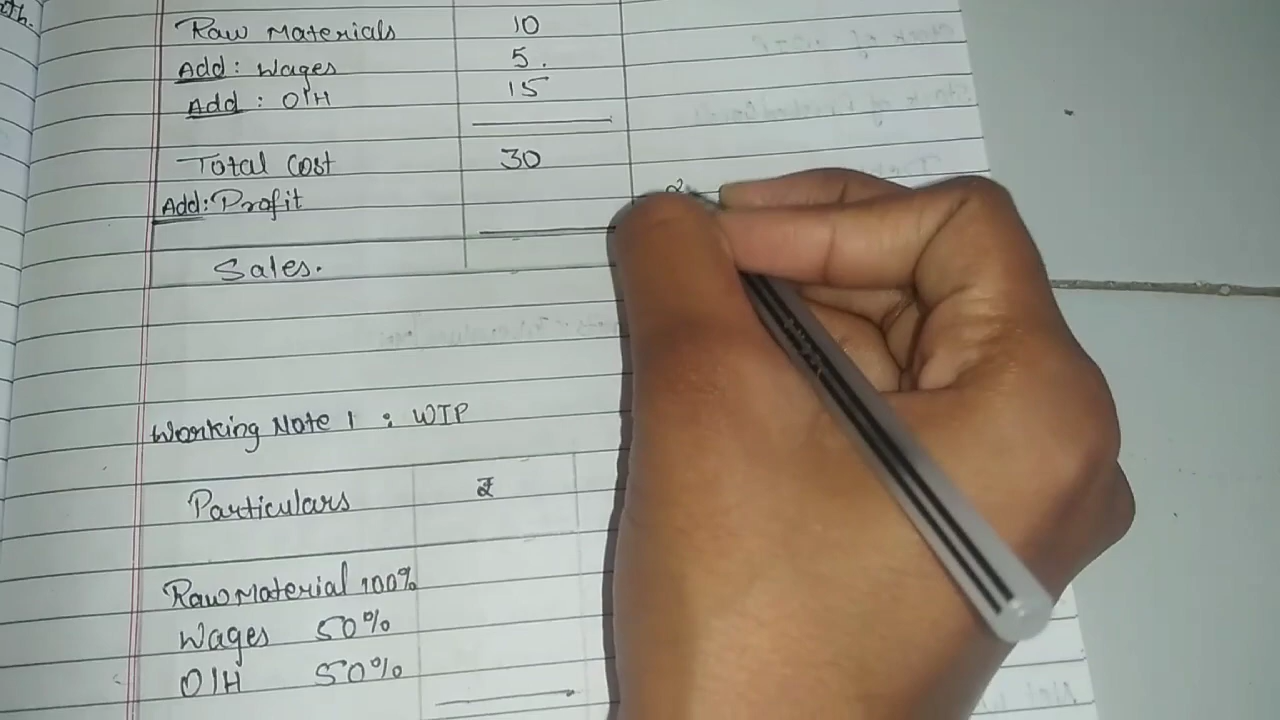 Raw Materials 10
Add: Wages 5.
Add: O/H 15
Total Cost 30
Add: Profit
2
Sales.
Working Note 1 : WIP
Particulars ₹
Raw Material 100%
Wages 50%
O/H 50%